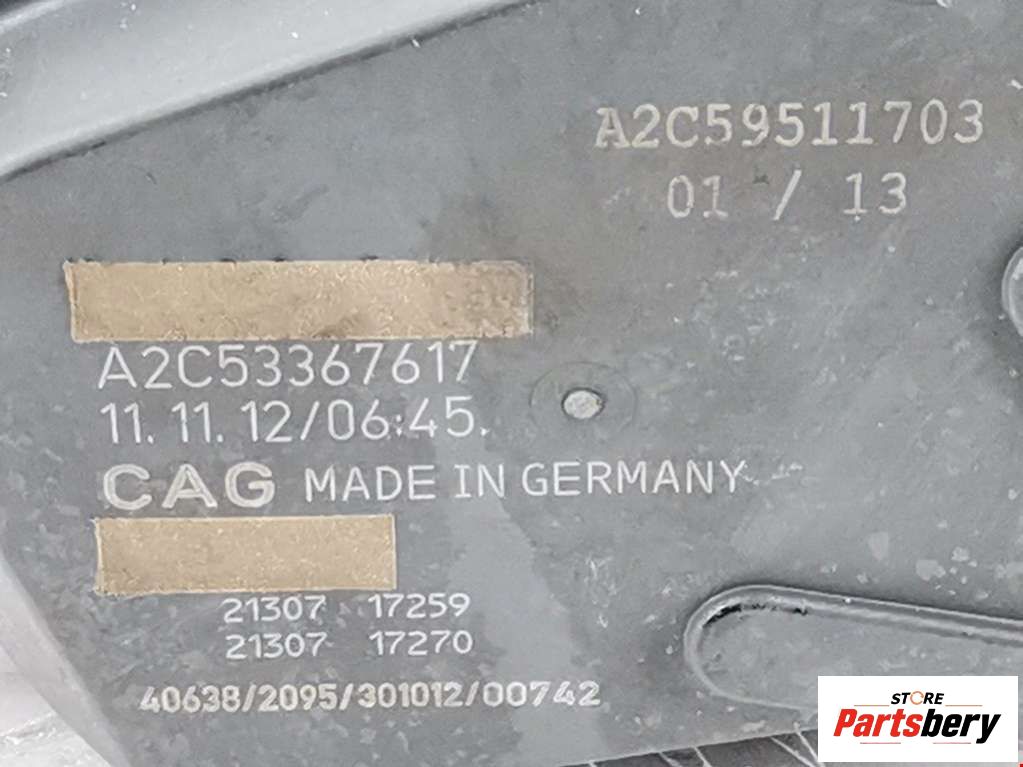 A2C59511703
01 / 13
A2C53367617
11. 11. 12/06:45.
CAG MADE IN GERMANY
21307 17259
21307 17270
40638/2095/301012/00742
STORE
Partsbery